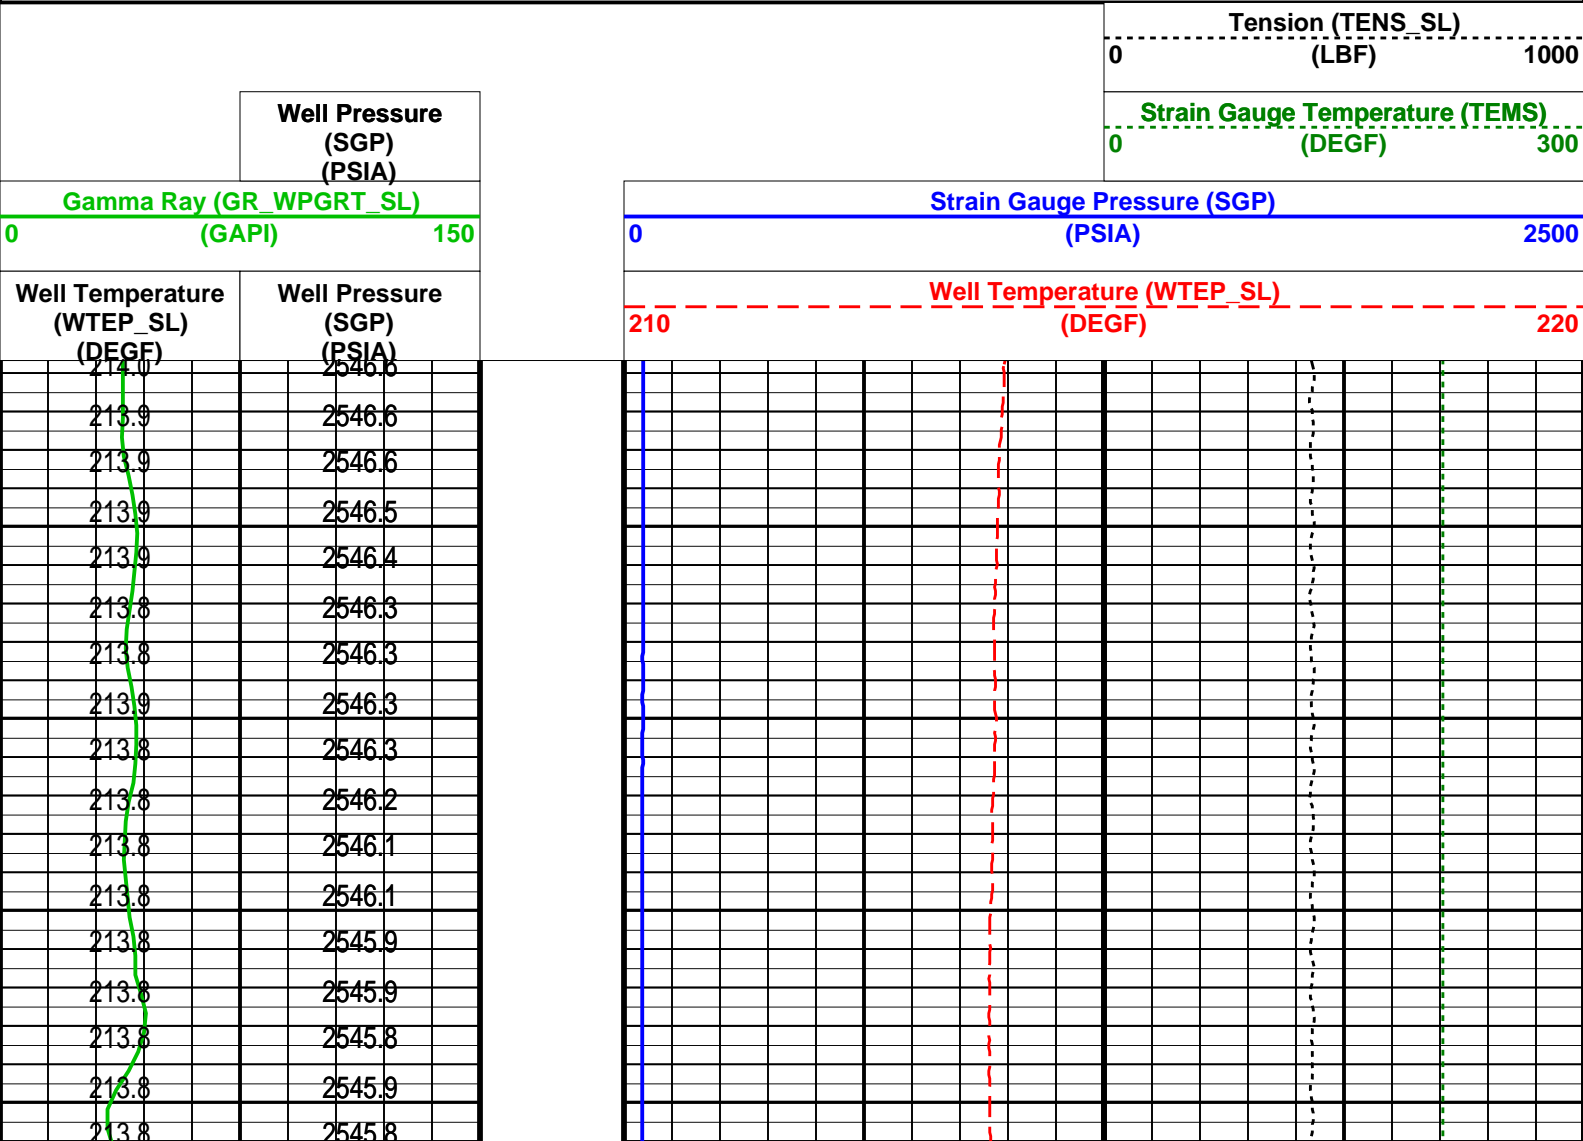 Tension (TENS_SL)
0 (LBF) 1000
Well Pressure
(SGP)
(PSIA)
Strain Gauge Temperature (TEMS)
0 (DEGF) 300
Gamma Ray (GR_WPGRT_SL)
0 (GAPI) 150
Strain Gauge Pressure (SGP)
0 (PSIA) 2500
Well Temperature
(WTEP_SL)
(DEGF)
Well Pressure
(SGP)
(PSIA)
Well Temperature (WTEP_SL)
210 (DEGF) 220
214.0 2546.6
213.9 2546.6
213.9 2546.6
213.9 2546.5
213.9 2546.4
213.8 2546.3
213.8 2546.3
213.9 2546.3
213.8 2546.3
213.8 2546.2
213.8 2546.1
213.8 2546.1
213.8 2545.9
213.8 2545.9
213.8 2545.8
213.8 2545.9
213.8 2545.8